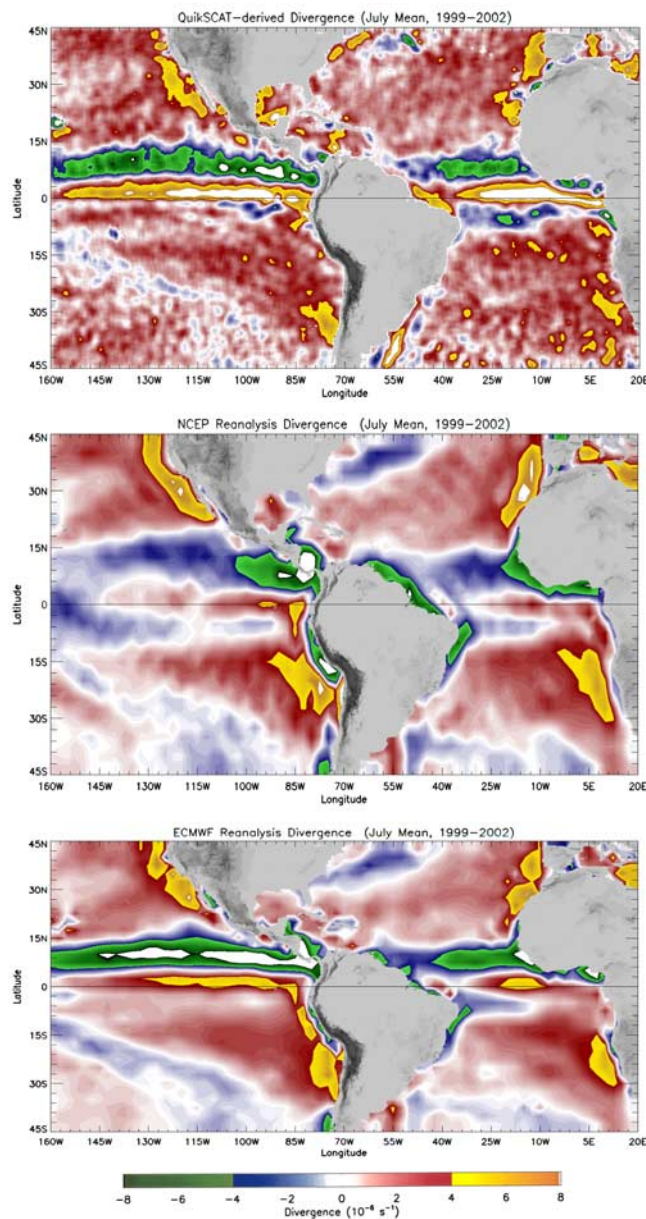 QuikSCAT-derived Divergence (July Mean, 1999-2002)
45N
30N
15N
0
15S
30S
45S
Latitude
160W 145W 130W 115W 100W 85W 70W 55W 40W 25W 10W 5E 20E
Longitude
NCEP Reanalysis Divergence (July Mean, 1999-2002)
45N
30N
15N
0
15S
30S
45S
Latitude
160W 145W 130W 115W 100W 85W 70W 55W 40W 25W 10W 5E 20E
Longitude
ECMWF Reanalysis Divergence (July Mean, 1999-2002)
45N
30N
15N
0
15S
30S
45S
Latitude
160W 145W 130W 115W 100W 85W 70W 55W 40W 25W 10W 5E 20E
Longitude
-8 -6 -4 -2 0 2 4 6 8
Divergence (10⁻⁶ s⁻¹)